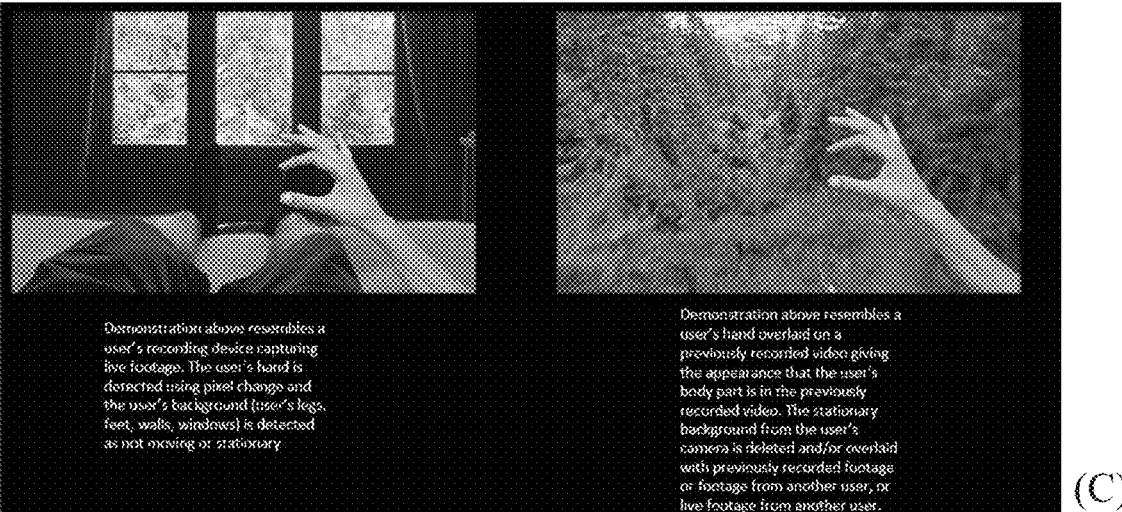 Demonstration above resembles a
user's recording device capturing
live footage. The user's hand is
detected using pixel change and
the user's background (user's legs,
feet, walls, windows) is detected
as not moving or stationary
Demonstration above resembles a
user's hand overlaid on a
previously recorded video giving
the appearance that the user's
body part is in the previously
recorded video. The stationary
background from the user's
camera is deleted and/or overlaid
with previously recorded footage
or footage from another user, or
live footage from another user.
(C)